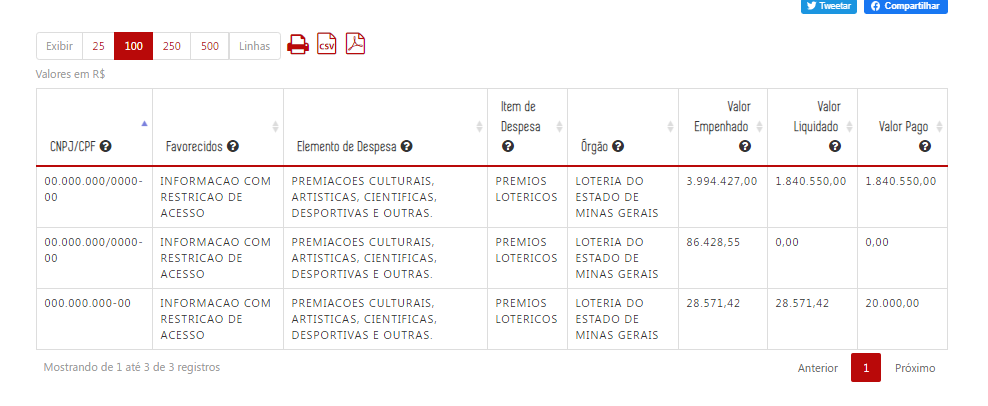 Tweetar Compartilhar
Exibir 25 100 250 500 Linhas CSV
Valores em R$
CNPJ/CPF ?
Favorecidos ?
Elemento de Despesa ?
Item de
Despesa
?
Órgão ?
Valor
Empenhado
?
Valor
Liquidado
?
Valor Pago
?
00.000.000/0000-
00
INFORMACAO COM
RESTRICAO DE
ACESSO
PREMIACOES CULTURAIS,
ARTISTICAS, CIENTIFICAS,
DESPORTIVAS E OUTRAS.
PREMIOS
LOTERICOS
LOTERIA DO
ESTADO DE
MINAS GERAIS
3.994.427,00
1.840.550,00
1.840.550,00
00.000.000/0000-
00
INFORMACAO COM
RESTRICAO DE
ACESSO
PREMIACOES CULTURAIS,
ARTISTICAS, CIENTIFICAS,
DESPORTIVAS E OUTRAS.
PREMIOS
LOTERICOS
LOTERIA DO
ESTADO DE
MINAS GERAIS
86.428,55
0,00
0,00
000.000.000-00
INFORMACAO COM
RESTRICAO DE
ACESSO
PREMIACOES CULTURAIS,
ARTISTICAS, CIENTIFICAS,
DESPORTIVAS E OUTRAS.
PREMIOS
LOTERICOS
LOTERIA DO
ESTADO DE
MINAS GERAIS
28.571,42
28.571,42
20.000,00
Mostrando de 1 até 3 de 3 registros
Anterior 1 Próximo